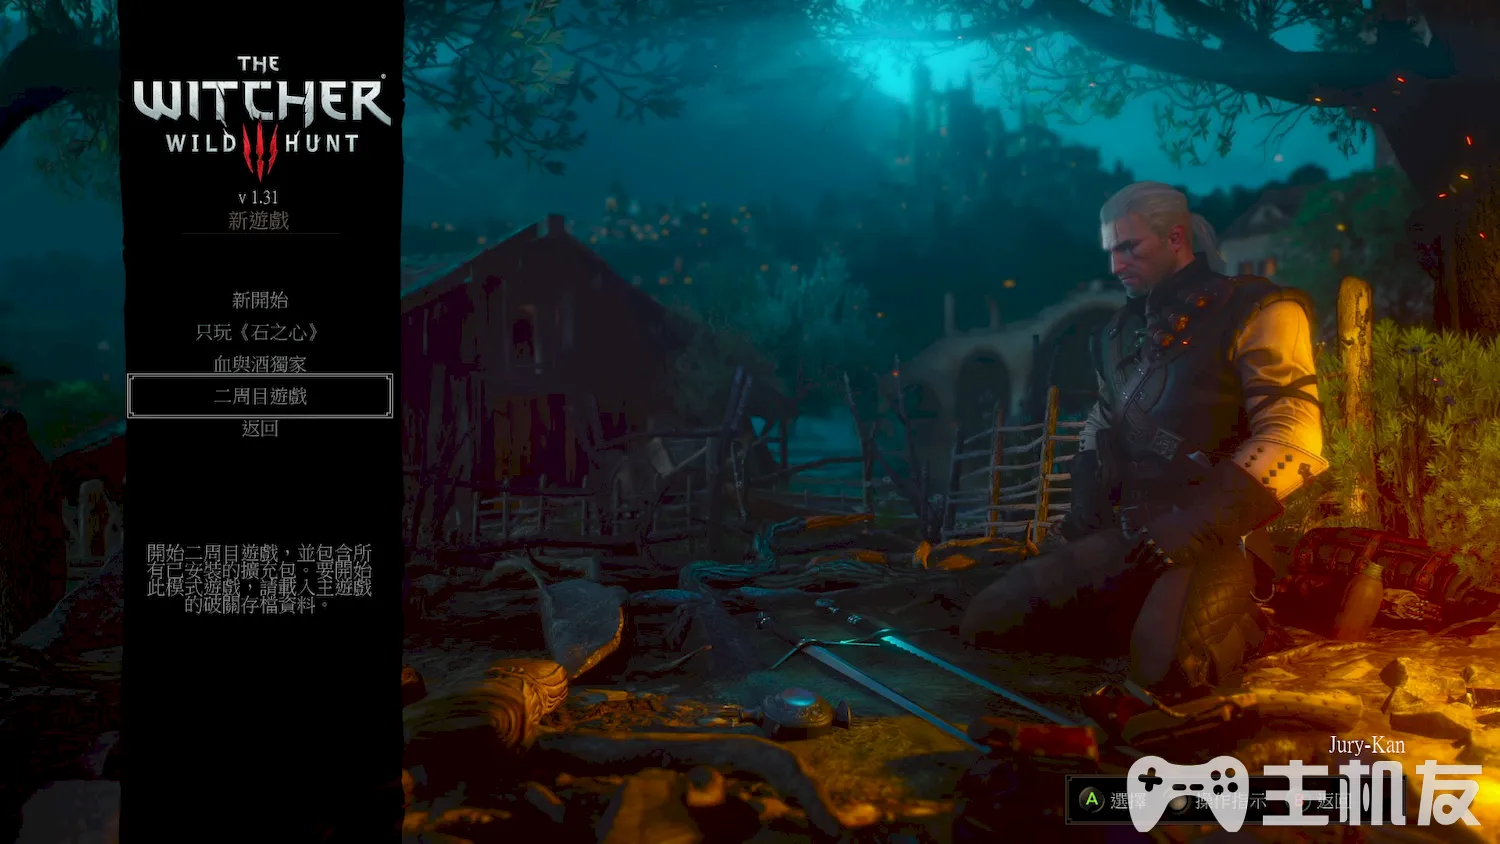 THE
WITCHER®
WILD HUNT
v 1.31
新遊戲
新開始
只玩《石之心》
血與酒獨家
二周目遊戲
返回
開始二周目遊戲，並包含所
有已安裝的擴充包。要開始
此模式遊戲，請載入主遊戲
的破關存檔資料。
Jury-Kan
A 選擇 操作指示 B 返回
主机友